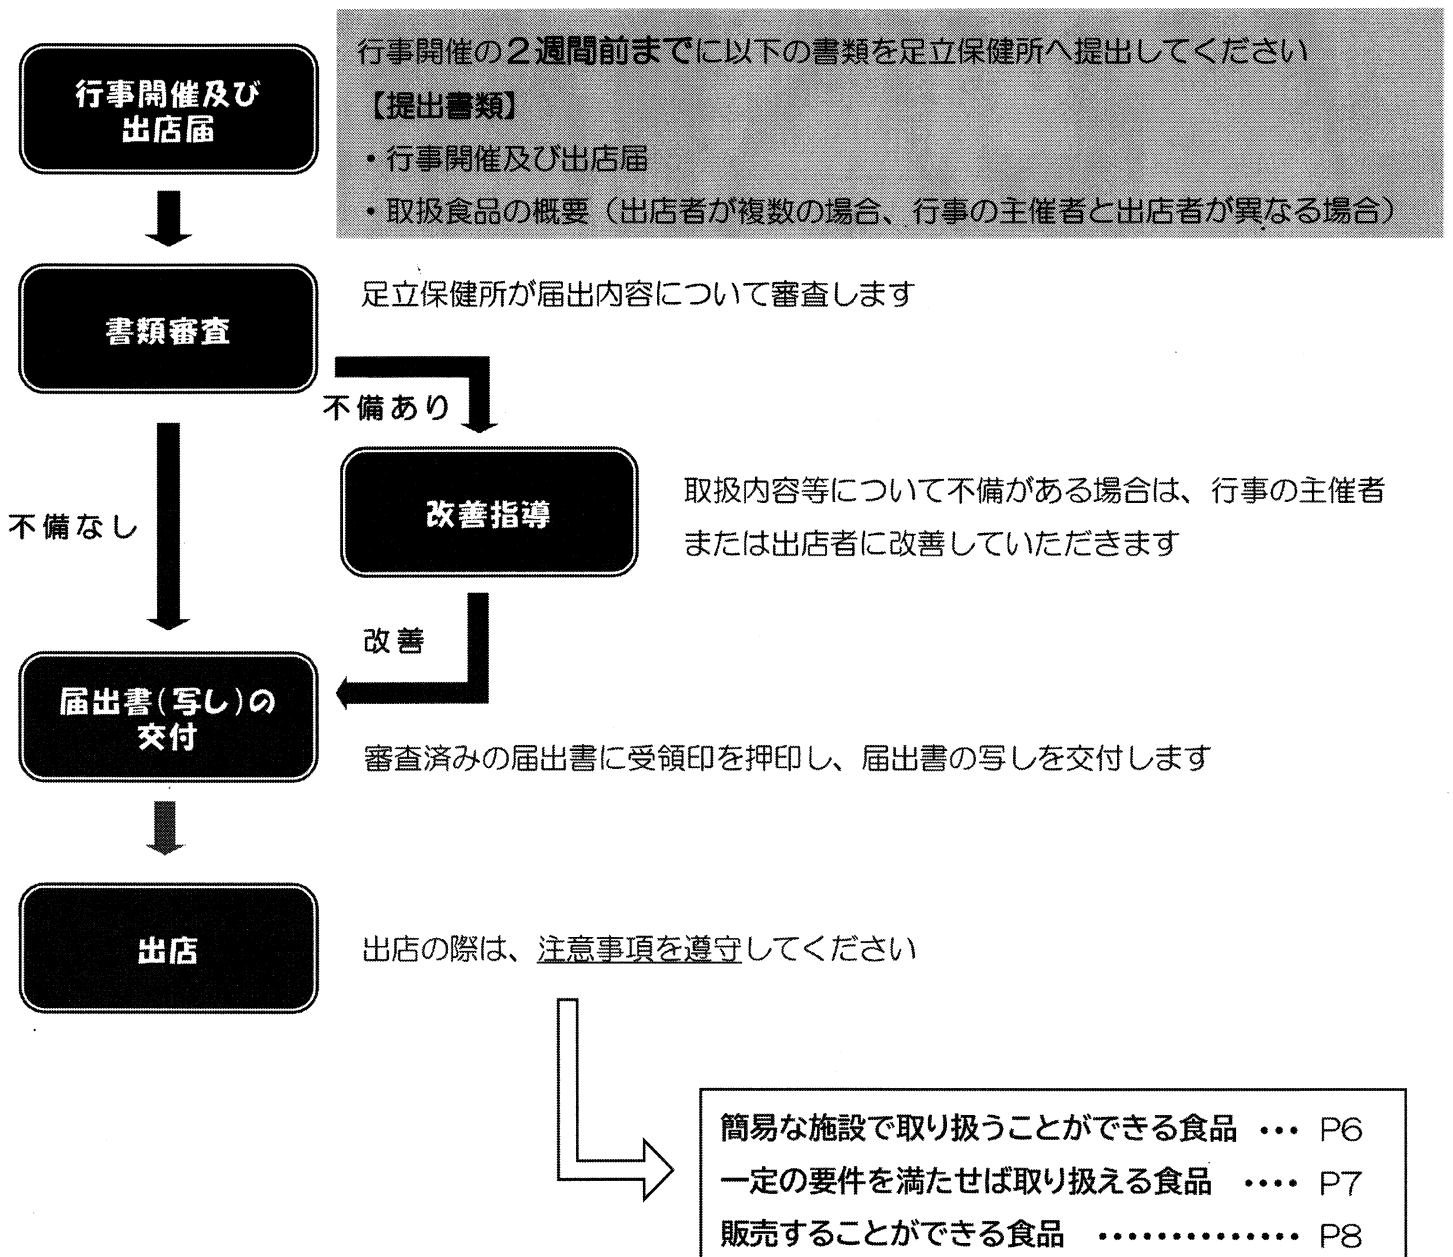 行事開催及び
出店届
行事開催の2週間前までに以下の書類を足立保健所へ提出してください
【提出書類】
・行事開催及び出店届
・取扱食品の概要（出店者が複数の場合、行事の主催者と出店者が異なる場合）
書類審査
足立保健所が届出内容について審査します
不備あり
不備なし
改善指導
取扱内容等について不備がある場合は、行事の主催者
または出店者に改善していただきます
改善
届出書(写し)の
交付
審査済みの届出書に受領印を押印し、届出書の写しを交付します
出店
出店の際は、注意事項を遵守してください
簡易な施設で取り扱うことができる食品 ･･･ P6
一定の要件を満たせば取り扱える食品 ････ P7
販売することができる食品 ･･････････････ P8